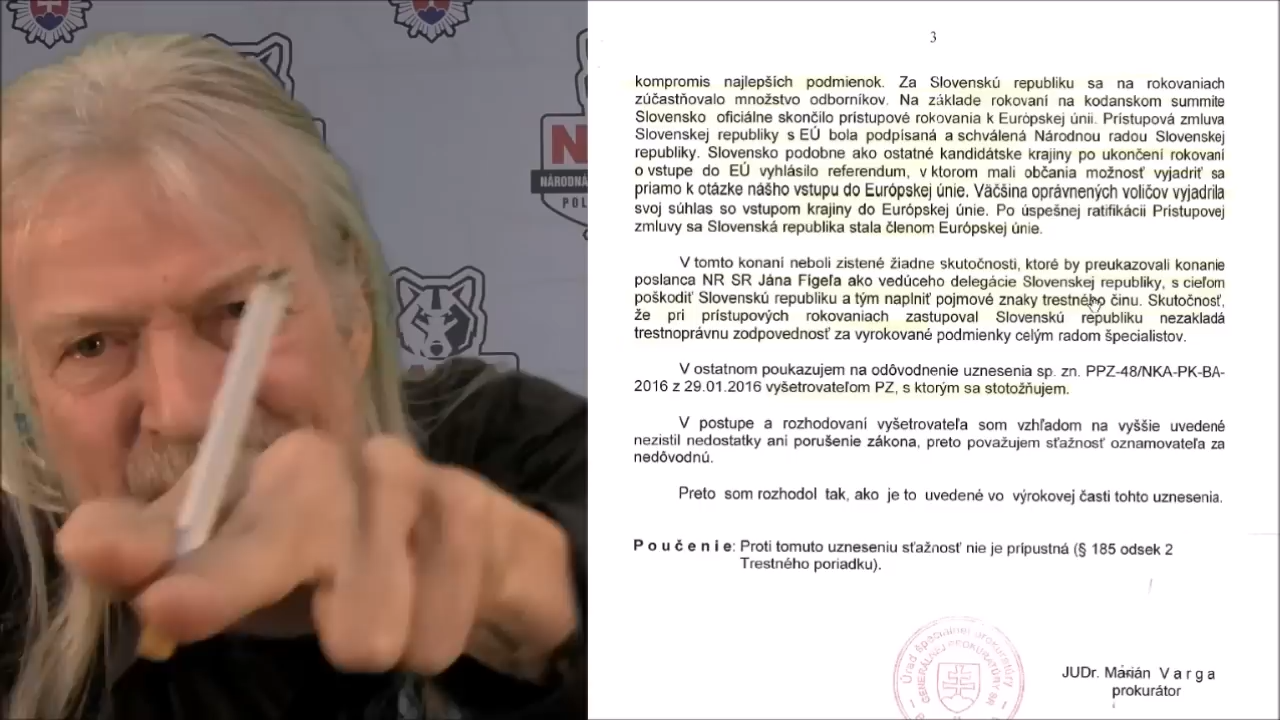 N
NÁRODNÁ
POL
3
kompromis najlepších podmienok. Za Slovenskú republiku sa na rokovaniach
zúčastňovalo množstvo odborníkov. Na základe rokovaní na kodanskom summite
Slovensko oficiálne skončilo prístupové rokovania k Európskej únii. Prístupová zmluva
Slovenskej republiky s EÚ bola podpísaná a schválená Národnou radou Slovenskej
republiky. Slovensko podobne ako ostatné kandidátske krajiny po ukončení rokovaní
o vstupe do EÚ vyhlásilo referendum, v ktorom mali občania možnosť vyjadriť sa
priamo k otázke nášho vstupu do Európskej únie. Väčšina oprávnených voličov vyjadrila
svoj súhlas so vstupom krajiny do Európskej únie. Po úspešnej ratifikácii Prístupovej
zmluvy sa Slovenská republika stala členom Európskej únie.
V tomto konaní neboli zistené žiadne skutočnosti, ktoré by preukazovali konanie
poslanca NR SR Jána Fígeľa ako vedúceho delegácie Slovenskej republiky, s cieľom
poškodiť Slovenskú republiku a tým naplniť pojmové znaky trestného činu. Skutočnosť,
že pri prístupových rokovaniach zastupoval Slovenskú republiku nezakladá
trestnoprávnu zodpovednosť za vyrokované podmienky celým radom špecialistov.
V ostatnom poukazujem na odôvodnenie uznesenia sp. zn. PPZ-48/NKA-PK-BA-
2016 z 29.01.2016 vyšetrovateľom PZ, s ktorým sa stotožňujem.
V postupe a rozhodovaní vyšetrovateľa som vzhľadom na vyššie uvedené
nezistil nedostatky ani porušenie zákona, preto považujem sťažnosť oznamovateľa za
nedôvodnú.
Preto som rozhodol tak, ako je to uvedené vo výrokovej časti tohto uznesenia.
Poučenie: Proti tomuto uzneseniu sťažnosť nie je prípustná (§ 185 odsek 2
Trestného poriadku).
Úrad špeciálnej prokuratúry
GENERÁLNEJ PROKURATÚRY SR
JUDr. Márián Varga
prokurátor